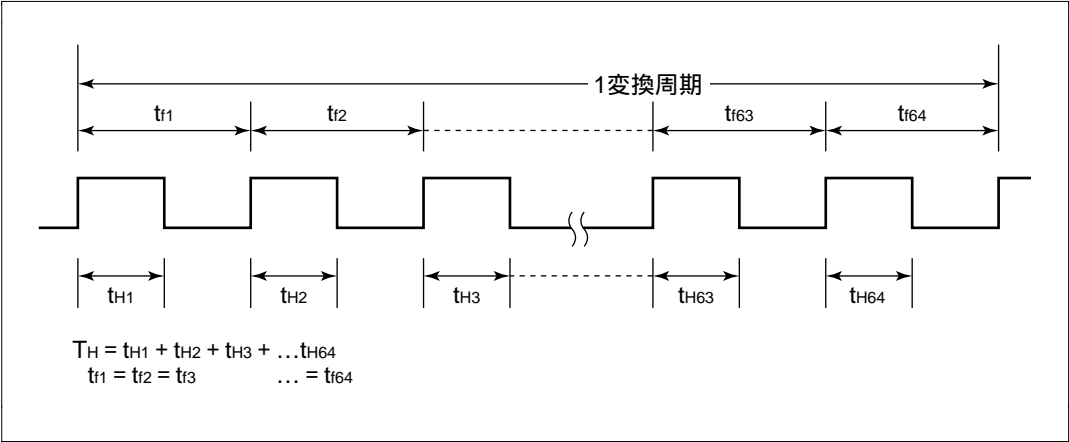 1変換周期
tf1 tf2 tf63 tf64
tH1 tH2 tH3 tH63 tH64
TH = tH1 + tH2 + tH3 + …tH64
tf1 = tf2 = tf3 … = tf64